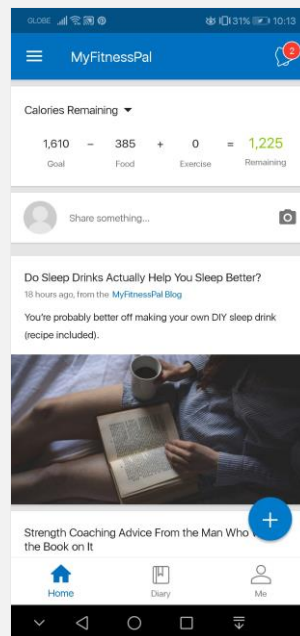 GLOBE 31% 10:13
MyFitnessPal
2
Calories Remaining
1,610 - 385 + 0 = 1,225
Goal Food Exercise Remaining
Share something...
Do Sleep Drinks Actually Help You Sleep Better?
18 hours ago, from the MyFitnessPal Blog
You're probably better off making your own DIY sleep drink
(recipe included).
Strength Coaching Advice From the Man Who
the Book on It
+
Home Diary Me